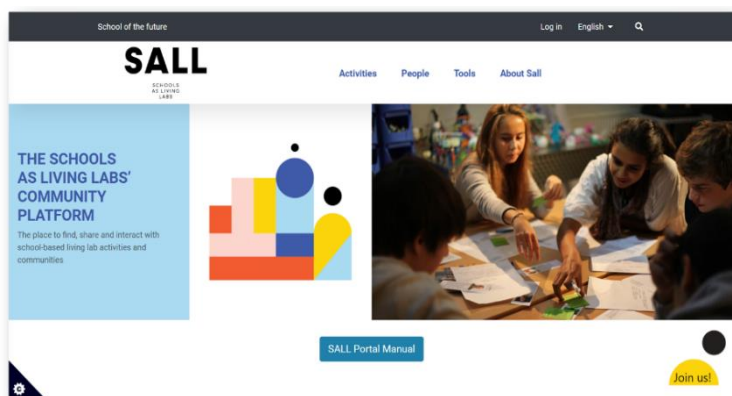 School of the future
Log in English
SALL
SCHOOLS
AS LIVING
LABS
Activities People Tools About Sall
THE SCHOOLS
AS LIVING LABS'
COMMUNITY
PLATFORM
The place to find, share and interact with
school-based living lab activities and
communities
SALL Portal Manual
Join us!